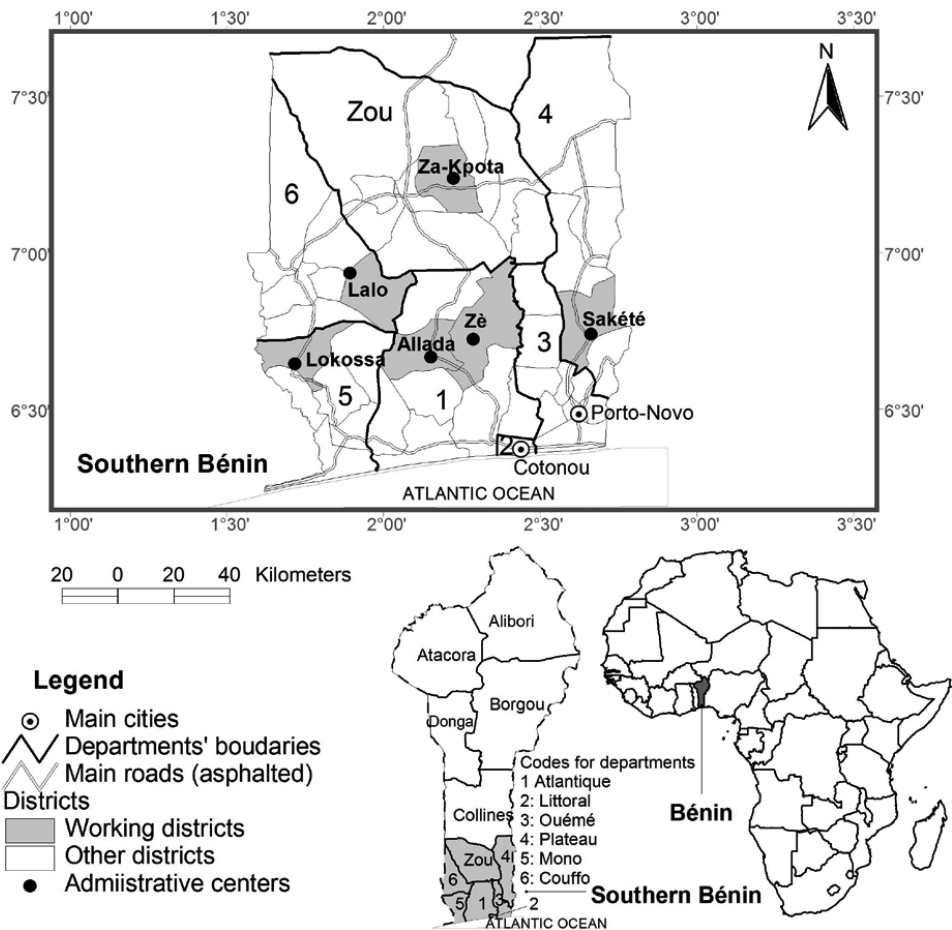 1°00' 1°30' 2°00' 2°30' 3°00' 3°30'
N
7°30' 7°30'
Zou 4
Za-Kpota
6
7°00' 7°00'
Lalo
Zè Sakété
Allada 3
Lokossa
5 1
6°30' 6°30'
Porto-Novo
2
Southern Bénin
Cotonou
ATLANTIC OCEAN
1°00' 1°30' 2°00' 2°30' 3°00' 3°30'
20 0 20 40 Kilometers
Legend
Main cities
Departments' boudaries
Main roads (asphalted)
Districts
Working districts
Other districts
Admiistrative centers
Alibori
Atacora
Borgou
Donga
Collines
Zou 4
6
5 1 3 2
ATLANTIC OCEAN
Codes for departments
1 Atlantique
2: Littoral
3: Ouémé
4: Plateau
5: Mono
6: Couffo
Southern Bénin
Bénin